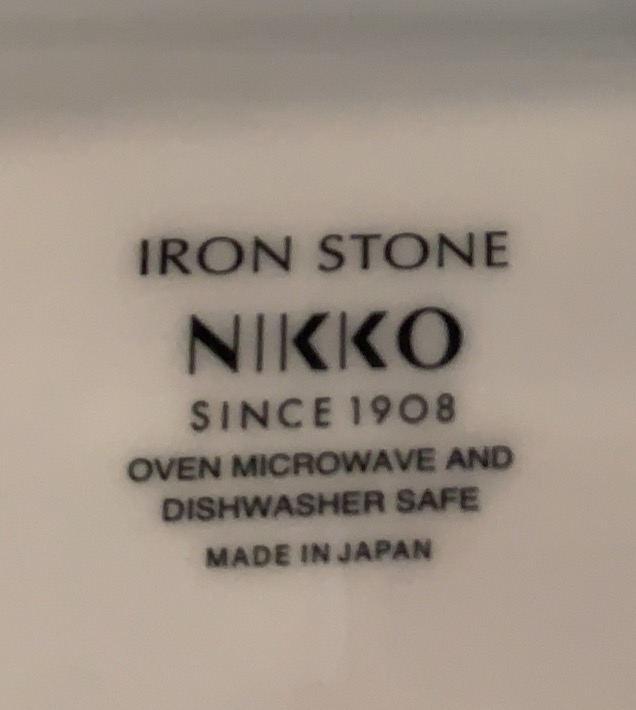 IRON STONE
NIKKO
SINCE 1908
OVEN MICROWAVE AND
DISHWASHER SAFE
MADE IN JAPAN